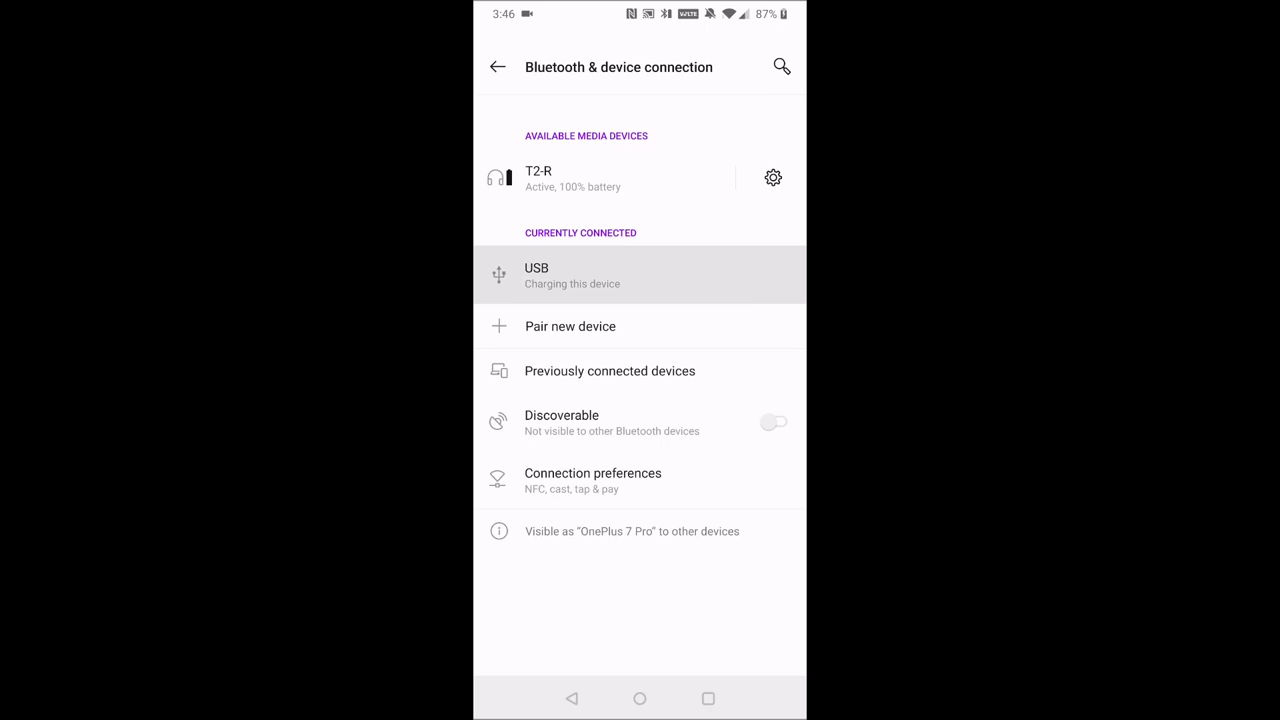 3:46
VoLTE
87%
Bluetooth & device connection
AVAILABLE MEDIA DEVICES
T2-R
Active, 100% battery
CURRENTLY CONNECTED
USB
Charging this device
Pair new device
Previously connected devices
Discoverable
Not visible to other Bluetooth devices
Connection preferences
NFC, cast, tap & pay
Visible as “OnePlus 7 Pro” to other devices